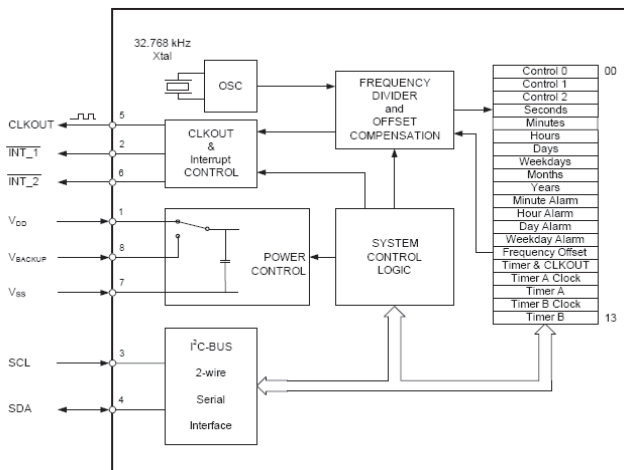 32.768 kHz
Xtal
OSC
FREQUENCY
DIVIDER
and
OFFSET
COMPENSATION
CLKOUT
5
INT_1
2
INT_2
6
CLKOUT
&
Interrupt
CONTROL
VDD
1
VBACKUP
8
VSS
7
POWER
CONTROL
SYSTEM
CONTROL
LOGIC
SCL
3
SDA
4
I²C-BUS
2-wire
Serial
Interface
Control 0
00
Control 1
Control 2
Seconds
Minutes
Hours
Days
Weekdays
Months
Years
Minute Alarm
Hour Alarm
Day Alarm
Weekday Alarm
Frequency Offset
Timer & CLKOUT
Timer A Clock
Timer A
Timer B Clock
Timer B
13